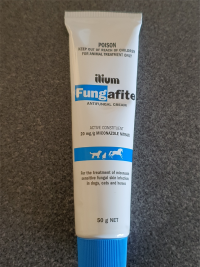 POISON
KEEP OUT OF REACH OF CHILDREN
FOR ANIMAL TREATMENT ONLY
ilium
Fungafite
ANTIFUNGAL CREAM
ACTIVE CONSTITUENT
20 mg/g MICONAZOLE NITRATE
For the treatment of miconazole
sensitive fungal skin infections
in dogs, cats and horses
50 g NET